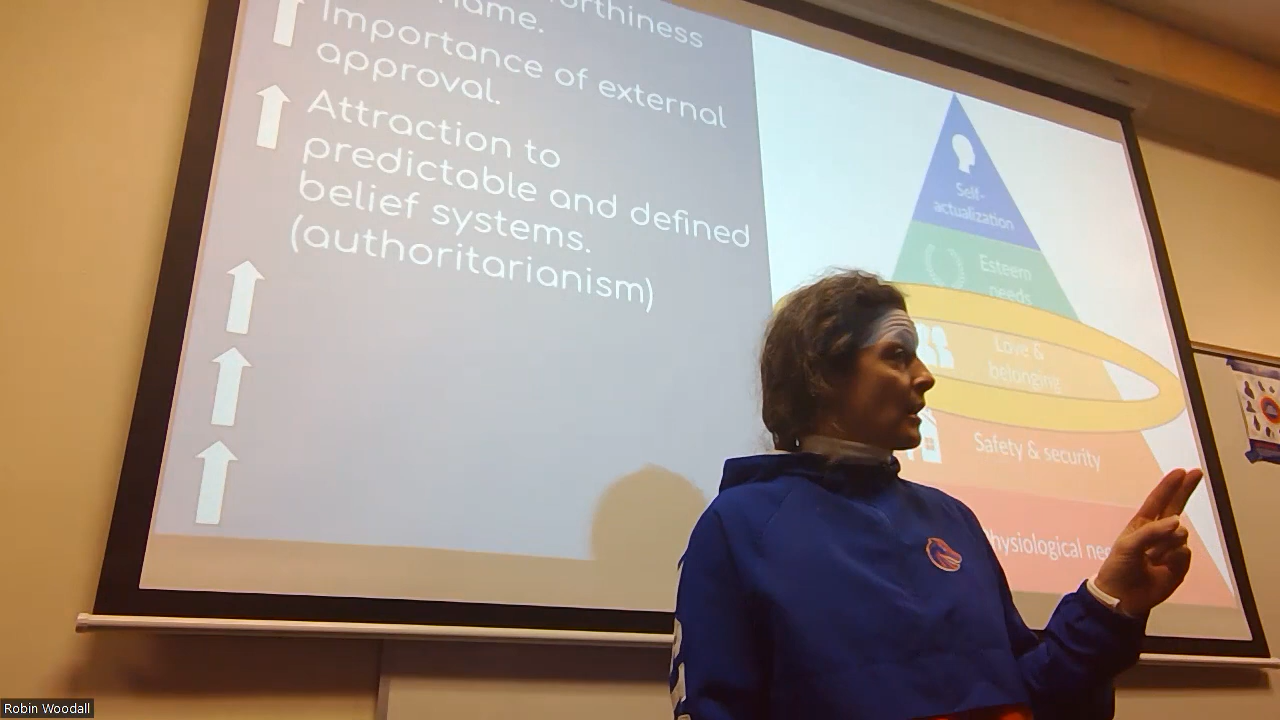 orthiness
ame.
Importance of external
approval.
Attraction to
predictable and defined
belief systems.
(authoritarianism)
Self-
actualization
Esteem
needs
Love &
belonging
Safety & security
hysiological nee
Robin Woodall